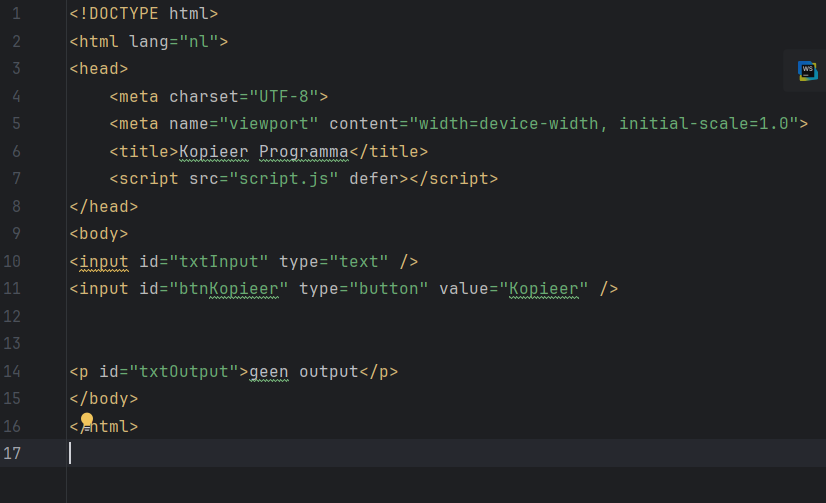 1 <!DOCTYPE html>
2 <html lang="nl">
3 <head>
4     <meta charset="UTF-8">
5     <meta name="viewport" content="width=device-width, initial-scale=1.0">
6     <title>Kopieer Programma</title>
7     <script src="script.js" defer></script>
8 </head>
9 <body>
10 <input id="txtInput" type="text" />
11 <input id="btnKopieer" type="button" value="Kopieer" />
12
13
14 <p id="txtOutput">geen output</p>
15 </body>
16 </html>
17
WS